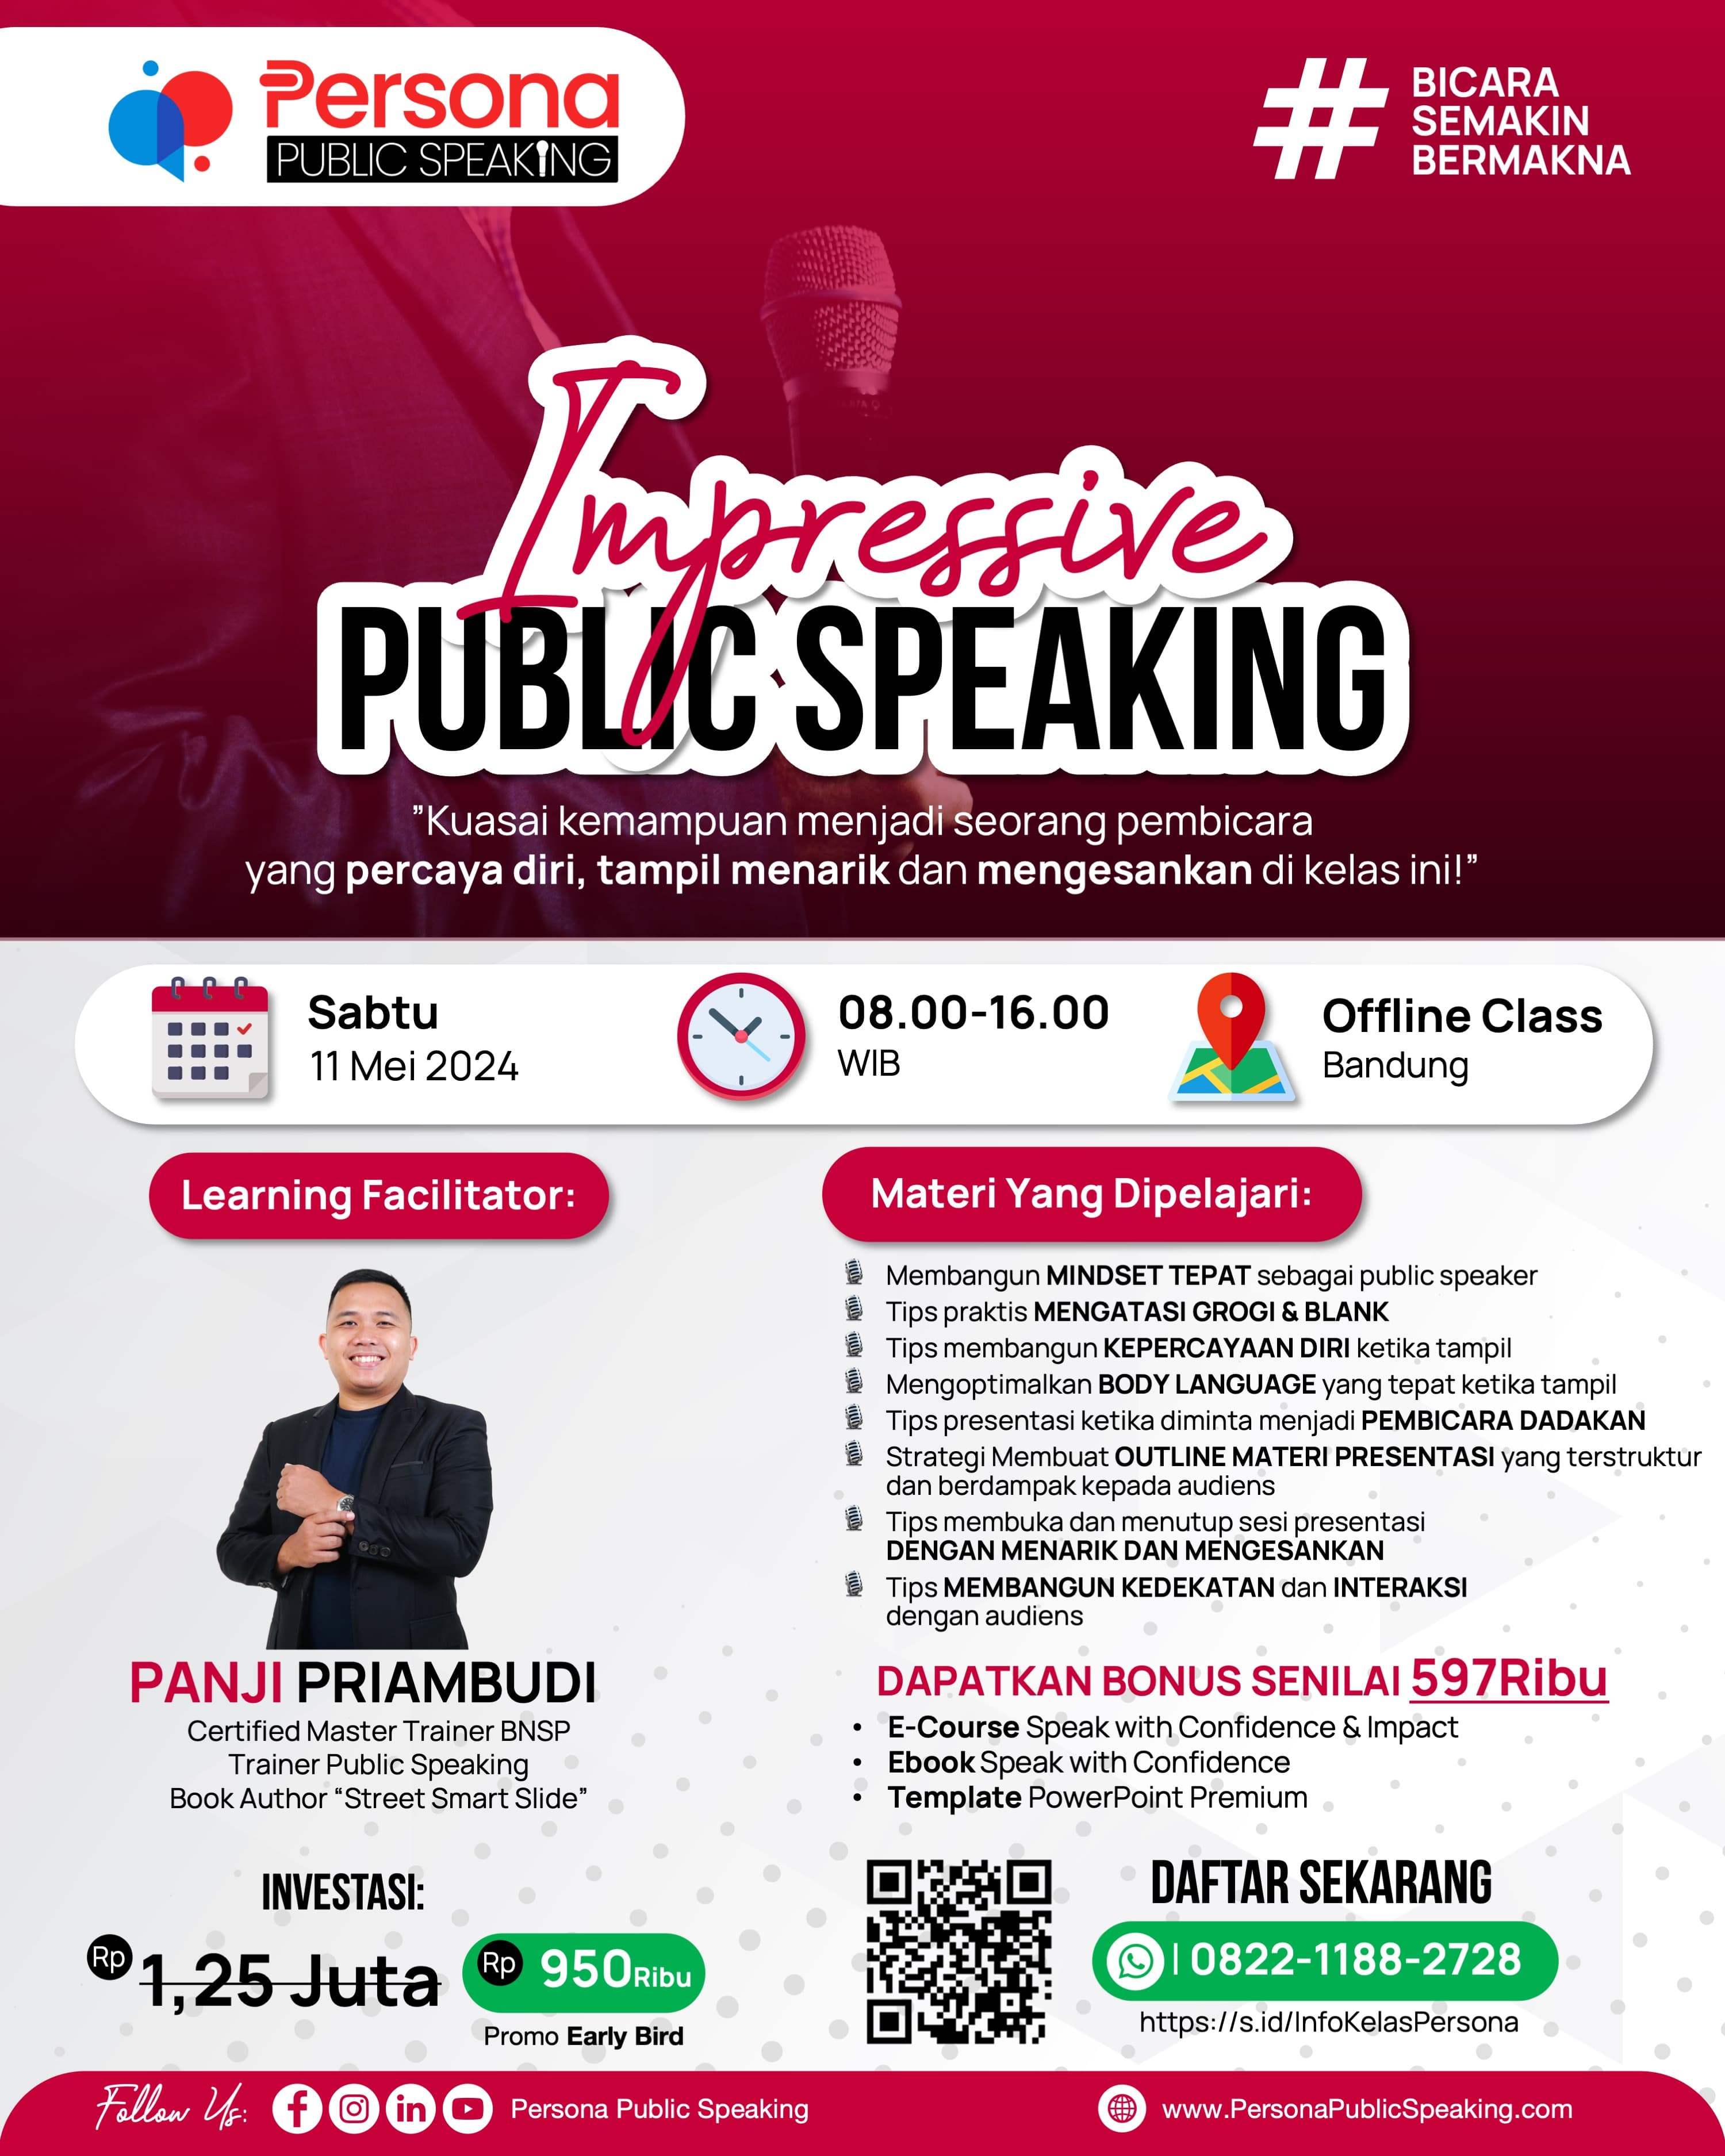 Persona
PUBLIC SPEAKING
# BICARA
SEMAKIN
BERMAKNA
Impressive
PUBLIC SPEAKING
"Kuasai kemampuan menjadi seorang pembicara
yang percaya diri, tampil menarik dan mengesankan di kelas ini!"
Sabtu
11 Mei 2024
08.00-16.00
WIB
Offline Class
Bandung
Learning Facilitator:
PANJI PRIAMBUDI
Certified Master Trainer BNSP
Trainer Public Speaking
Book Author “Street Smart Slide”
Materi Yang Dipelajari:
Membangun MINDSET TEPAT sebagai public speaker
Tips praktis MENGATASI GROGI & BLANK
Tips membangun KEPERCAYAAN DIRI ketika tampil
Mengoptimalkan BODY LANGUAGE yang tepat ketika tampil
Tips presentasi ketika diminta menjadi PEMBICARA DADAKAN
Strategi Membuat OUTLINE MATERI PRESENTASI yang terstruktur
dan berdampak kepada audiens
Tips membuka dan menutup sesi presentasi
DENGAN MENARIK DAN MENGESANKAN
Tips MEMBANGUN KEDEKATAN dan INTERAKSI
dengan audiens
DAPATKAN BONUS SENILAI 597Ribu
• E-Course Speak with Confidence & Impact
• Ebook Speak with Confidence
• Template PowerPoint Premium
INVESTASI:
Rp 1,25 Juta
Rp 950Ribu
Promo Early Bird
DAFTAR SEKARANG
| 0822-1188-2728
https://s.id/InfoKelasPersona
Follow Us:
Persona Public Speaking
www.PersonaPublicSpeaking.com